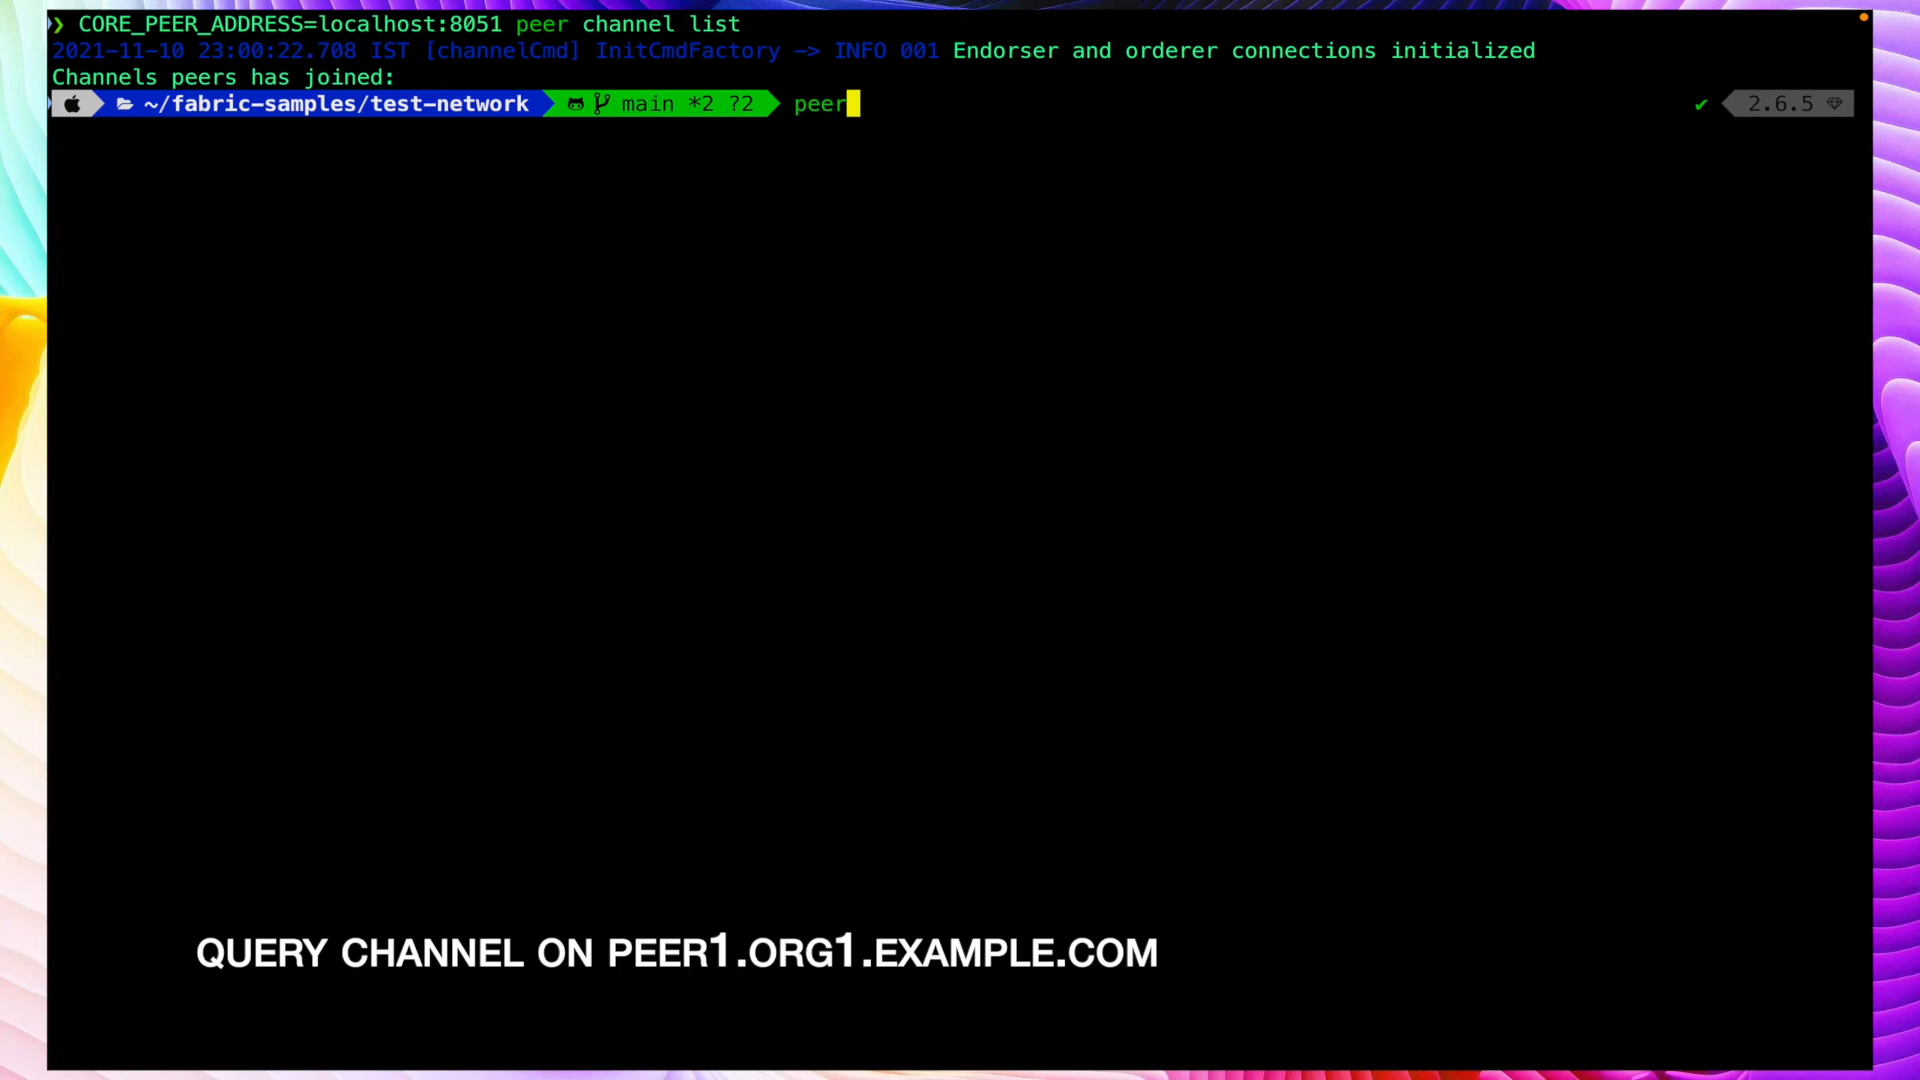 ❯ CORE_PEER_ADDRESS=localhost:8051 peer channel list
2021-11-10 23:00:22.708 IST [channelCmd] InitCmdFactory -> INFO 001 Endorser and orderer connections initialized
Channels peers has joined:
~/fabric-samples/test-network main *2 ?2 peer ✔ 2.6.5
QUERY CHANNEL ON PEER1.ORG1.EXAMPLE.COM